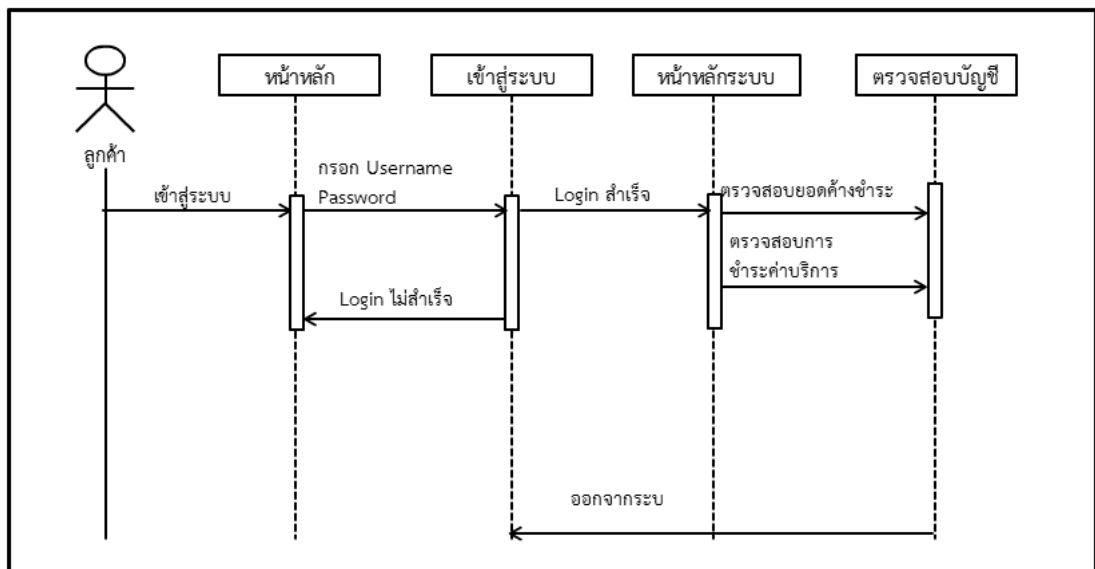 หน้าหลัก
เข้าสู่ระบบ
หน้าหลักระบบ
ตรวจสอบบัญชี
ลูกค้า
เข้าสู่ระบบ
กรอก Username
Password
Login สำเร็จ
ตรวจสอบยอดค้างชำระ
ตรวจสอบการ
ชำระค่าบริการ
Login ไม่สำเร็จ
ออกจากระบ